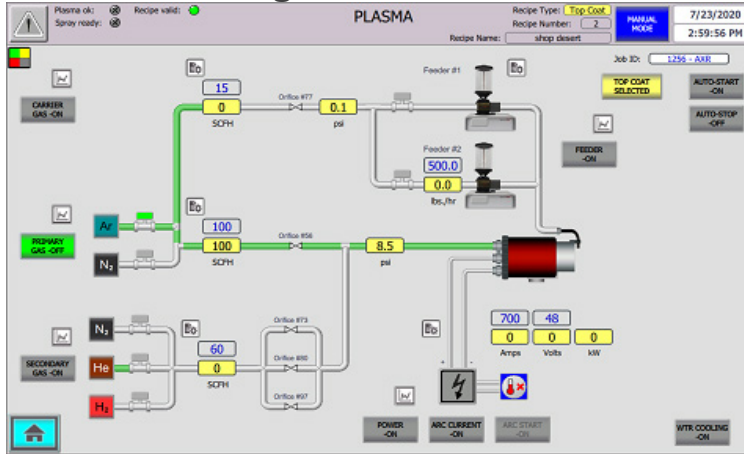 Plasma ok:
Recipe valid:
Spray ready:
PLASMA
Recipe Type: Top Coat
Recipe Number: 2
Recipe Name: shop desert
MANUAL MODE
7/23/2020
2:59:56 PM
Job ID: 1256 - AXR
TOP COAT SELECTED
AUTO-START -ON
AUTO-STOP -OFF
CARRIER GAS -ON
15
0
SCFH
Orifice #77
0.1
psi
Feeder #1
Feeder #2
500.0
0.0
lbs./hr
FEEDER -ON
PRIMARY GAS -OFF
Ar
N₂
100
100
SCFH
Orifice #56
8.5
psi
SECONDARY GAS -ON
N₂
He
H₂
60
0
SCFH
Orifice #73
Orifice #80
Orifice #97
700 48
0 0 0
Amps Volts kW
- +
POWER -ON
ARC CURRENT -ON
ARC START -ON
WTR COOLING -ON